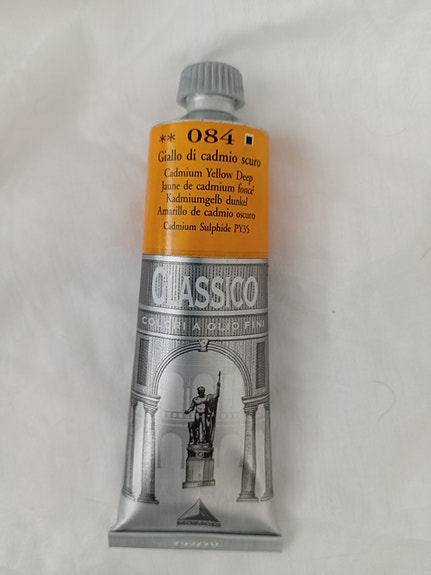 ** 084
Giallo di cadmio scuro
Cadmium Yellow Deep
Jaune de cadmium foncé
Kadmiumgelb dunkel
Amarillo de cadmio oscuro
Cadmium Sulphide PY35
CLASSICO
COLORI A OLIO FINI